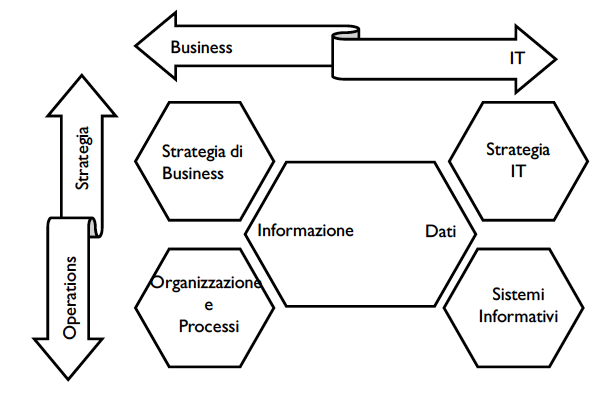 Business
IT
Strategia
Strategia di
Business
Strategia
IT
Informazione
Dati
Operations
Organizzazione
e
Processi
Sistemi
Informativi